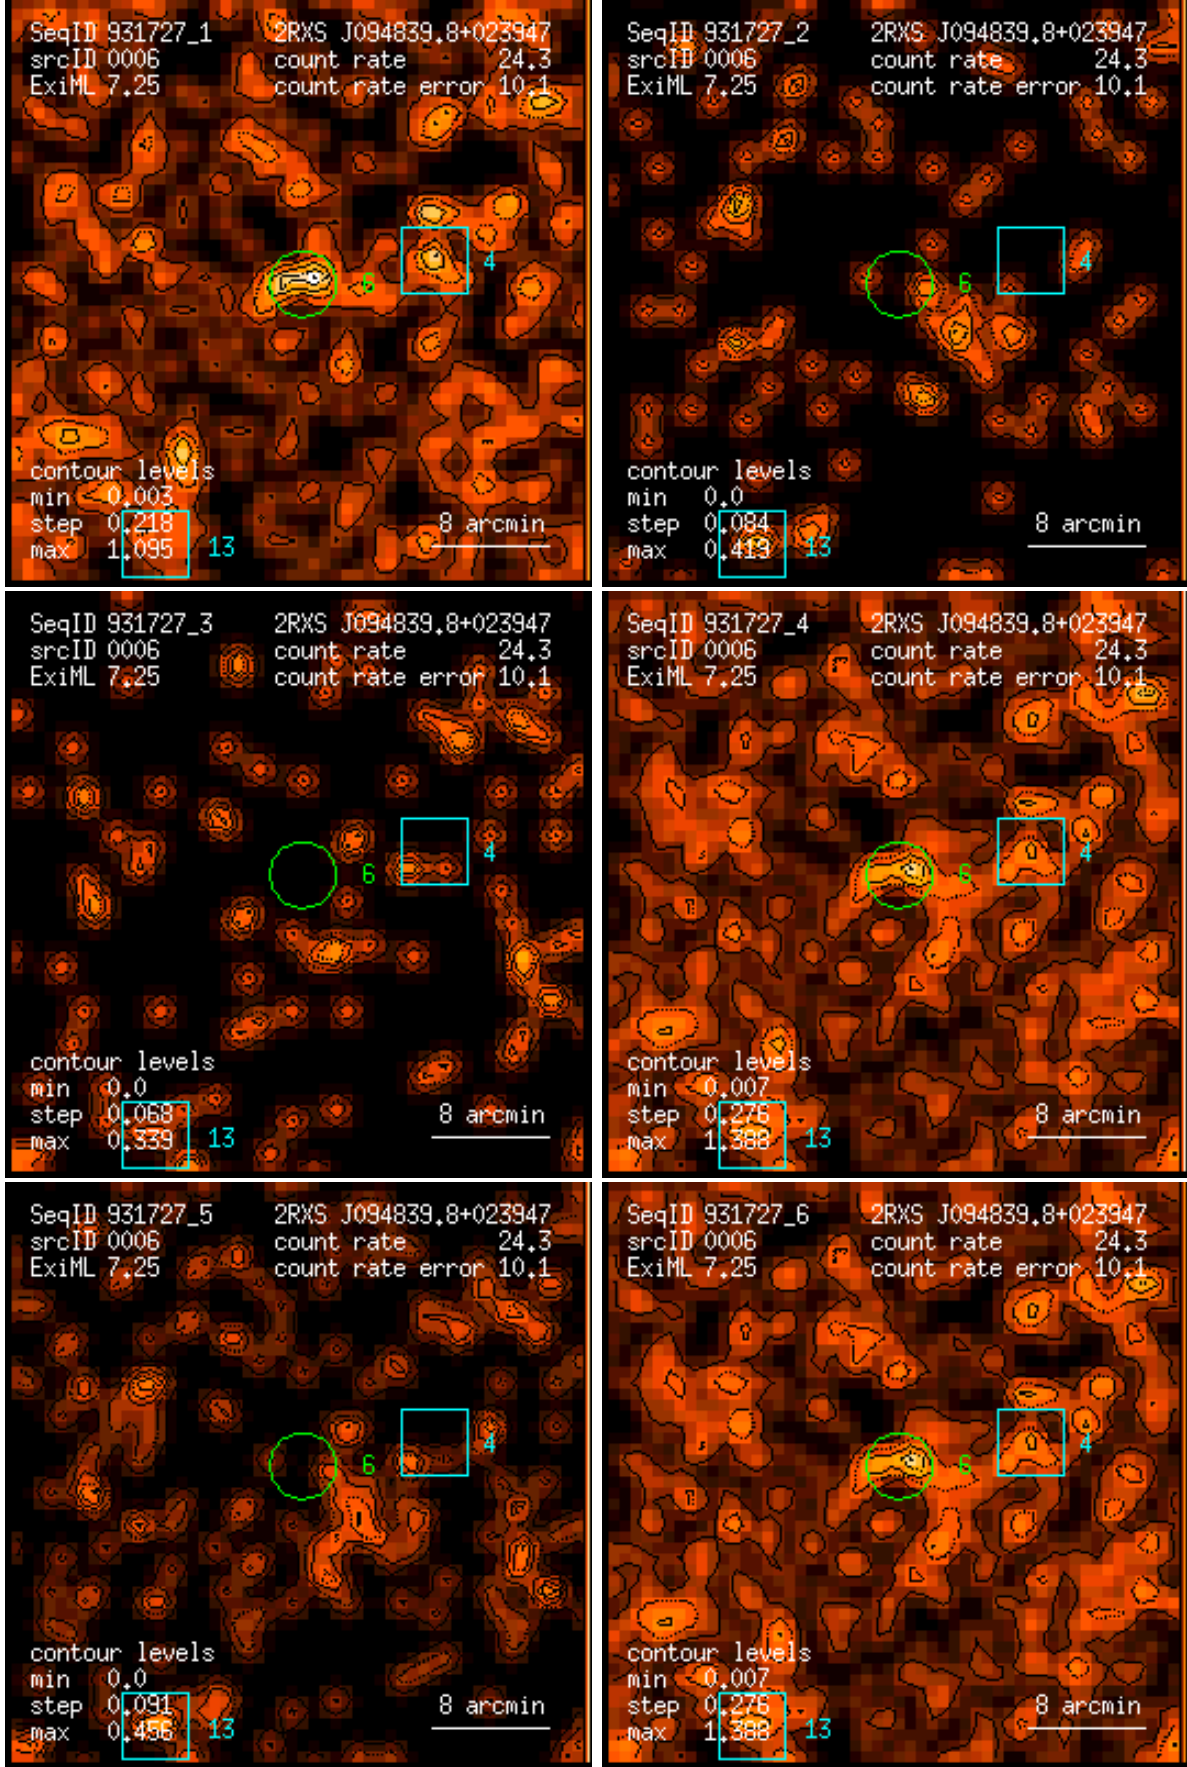 SeqID 931727_1 2RXS J094839.8+023947
srcID 0006 count rate 24.3
ExiML 7.25 count rate error 10.1
6
4
contour levels
min 0.003
step 0.218
max 1.095
8 arcmin
13
SeqID 931727_2 2RXS J094839.8+023947
srcID 0006 count rate 24.3
ExiML 7.25 count rate error 10.1
4
6
contour levels
min 0.0
step 0.084
max 0.419
8 arcmin
13
SeqID 931727_3 2RXS J094839.8+023947
srcID 0006 count rate 24.3
ExiML 7.25 count rate error 10.1
4
6
contour levels
min 0.0
step 0.068
max 0.339
8 arcmin
13
SeqID 931727_4 2RXS J094839.8+023947
srcID 0006 count rate 24.3
ExiML 7.25 count rate error 10.1
4
6
contour levels
min 0.007
step 0.276
max 1.388
8 arcmin
13
SeqID 931727_5 2RXS J094839.8+023947
srcID 0006 count rate 24.3
ExiML 7.25 count rate error 10.1
4
6
contour levels
min 0.0
step 0.091
max 0.456
8 arcmin
13
SeqID 931727_6 2RXS J094839.8+023947
srcID 0006 count rate 24.3
ExiML 7.25 count rate error 10.1
4
6
contour levels
min 0.007
step 0.276
max 1.388
8 arcmin
13